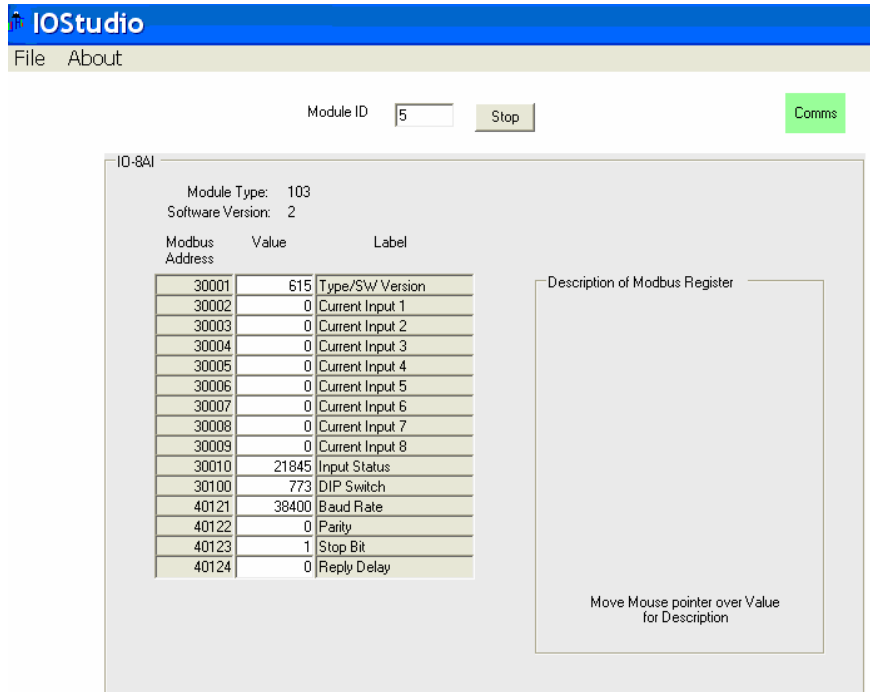 IOStudio
File About
Module ID 5 Stop Comms
IO-8AI
Module Type: 103
Software Version: 2
Modbus Address Value Label
30001 615 Type/SW Version
30002 0 Current Input 1
30003 0 Current Input 2
30004 0 Current Input 3
30005 0 Current Input 4
30006 0 Current Input 5
30007 0 Current Input 6
30008 0 Current Input 7
30009 0 Current Input 8
30010 21845 Input Status
30100 773 DIP Switch
40121 38400 Baud Rate
40122 0 Parity
40123 1 Stop Bit
40124 0 Reply Delay
Description of Modbus Register
Move Mouse pointer over Value
for Description